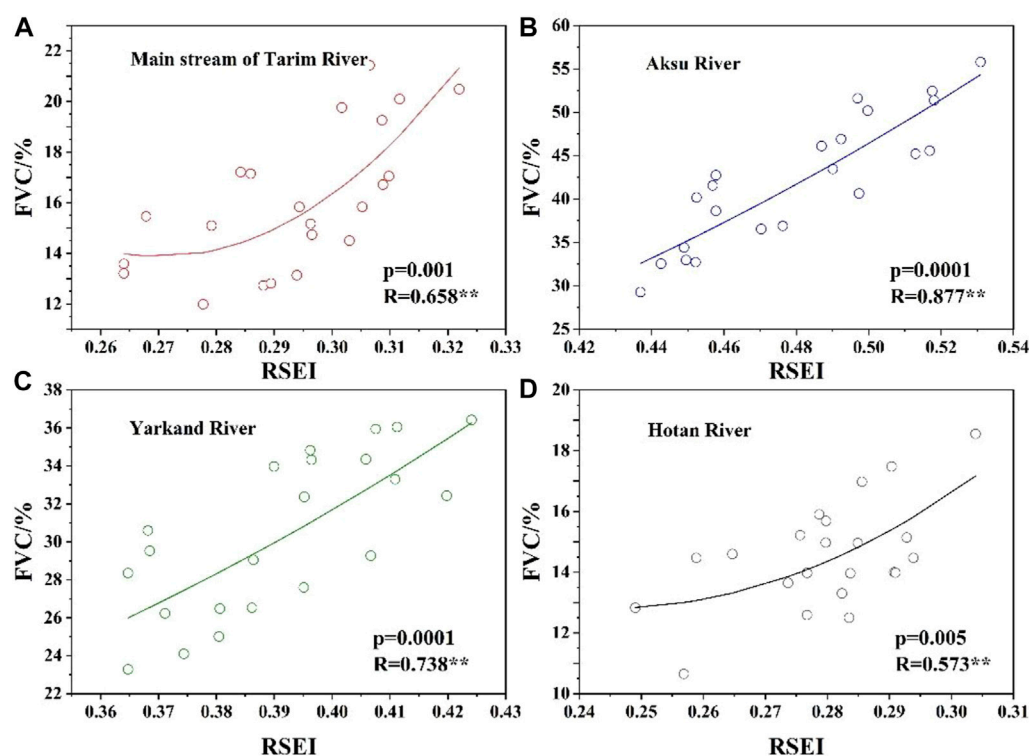 A
Main stream of Tarim River
FVC/%
22
20
18
16
14
12
p=0.001
R=0.658**
0.26 0.27 0.28 0.29 0.30 0.31 0.32 0.33
RSEI
B
Aksu River
FVC/%
60
55
50
45
40
35
30
25
p=0.0001
R=0.877**
0.42 0.44 0.46 0.48 0.50 0.52 0.54
RSEI
C
Yarkand River
FVC/%
38
36
34
32
30
28
26
24
22
p=0.0001
R=0.738**
0.36 0.37 0.38 0.39 0.40 0.41 0.42 0.43
RSEI
D
Hotan River
FVC/%
20
18
16
14
12
10
p=0.005
R=0.573**
0.24 0.25 0.26 0.27 0.28 0.29 0.30 0.31
RSEI